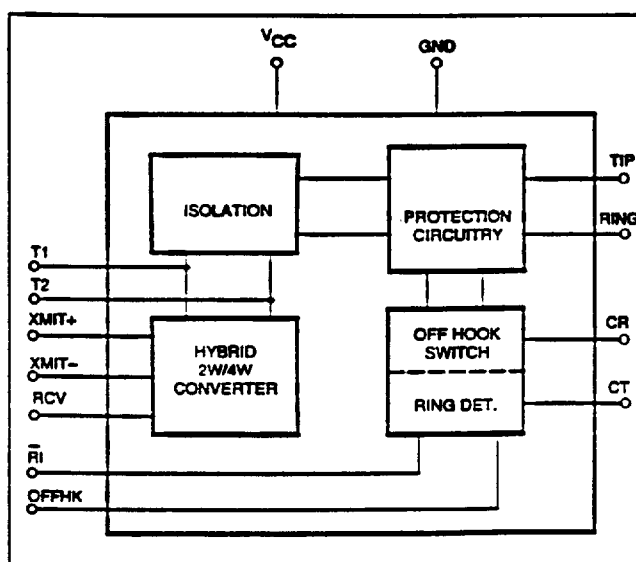 VCC
GND
ISOLATION
PROTECTION
CIRCUITRY
TIP
RING
T1
T2
XMIT+
XMIT-
RCV
HYBRID
2W/4W
CONVERTER
OFF HOOK
SWITCH
RING DET.
CR
CT
R̅I̅
OFFHK